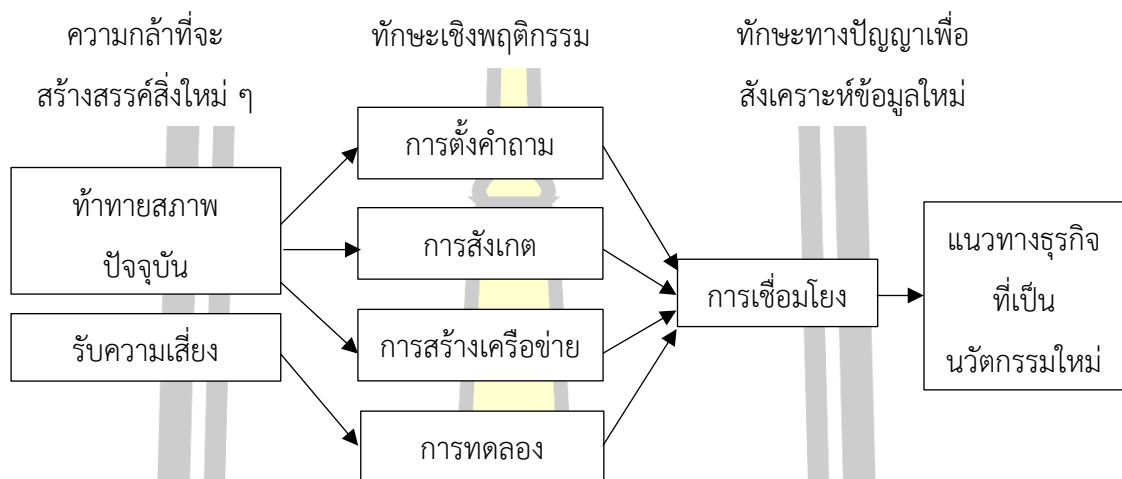 ความกล้าที่จะ
สร้างสรรค์สิ่งใหม่ ๆ
ทักษะเชิงพฤติกรรม
ทักษะทางปัญญาเพื่อ
สังเคราะห์ข้อมูลใหม่
ท้าทายสภาพ
ปัจจุบัน
รับความเสี่ยง
การตั้งคำถาม
การสังเกต
การสร้างเครือข่าย
การทดลอง
การเชื่อมโยง
แนวทางธุรกิจ
ที่เป็น
นวัตกรรมใหม่